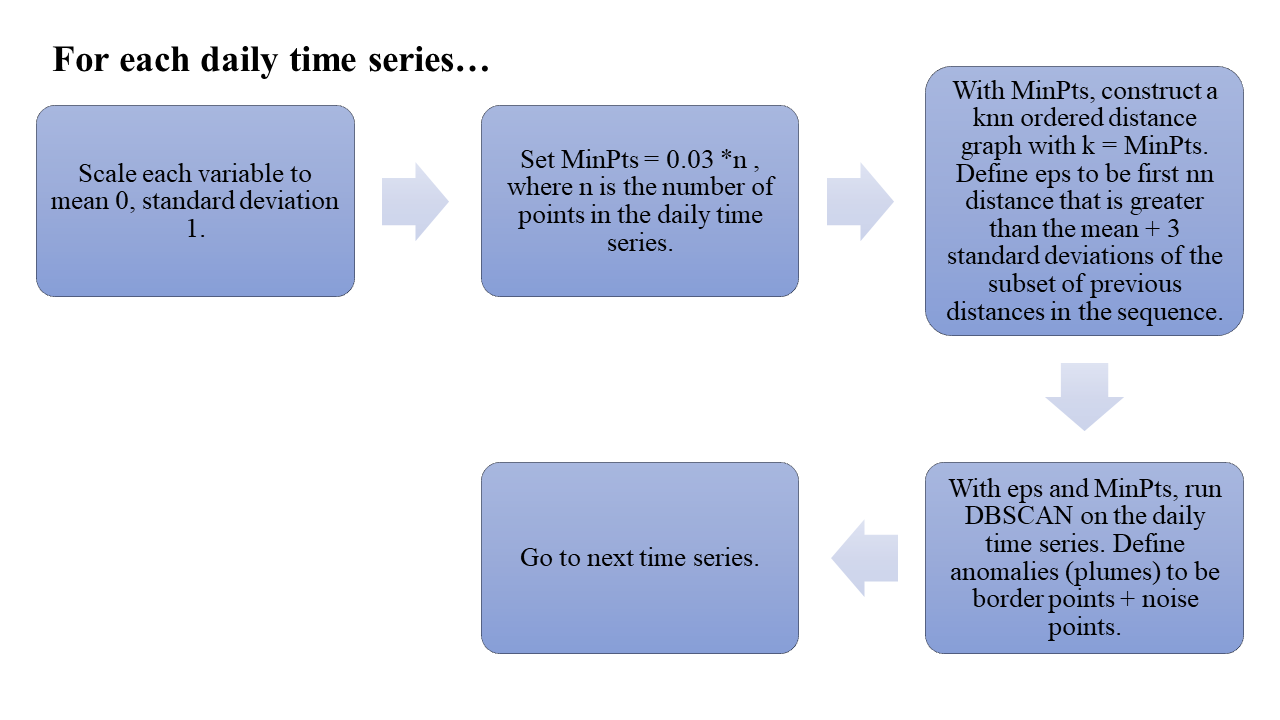 For each daily time series…
Scale each variable to
mean 0, standard deviation
1.
Set MinPts = 0.03 *n ,
where n is the number of
points in the daily time
series.
With MinPts, construct a
knn ordered distance
graph with k = MinPts.
Define eps to be first nn
distance that is greater
than the mean + 3
standard deviations of the
subset of previous
distances in the sequence.
With eps and MinPts, run
DBSCAN on the daily
time series. Define
anomalies (plumes) to be
border points + noise
points.
Go to next time series.